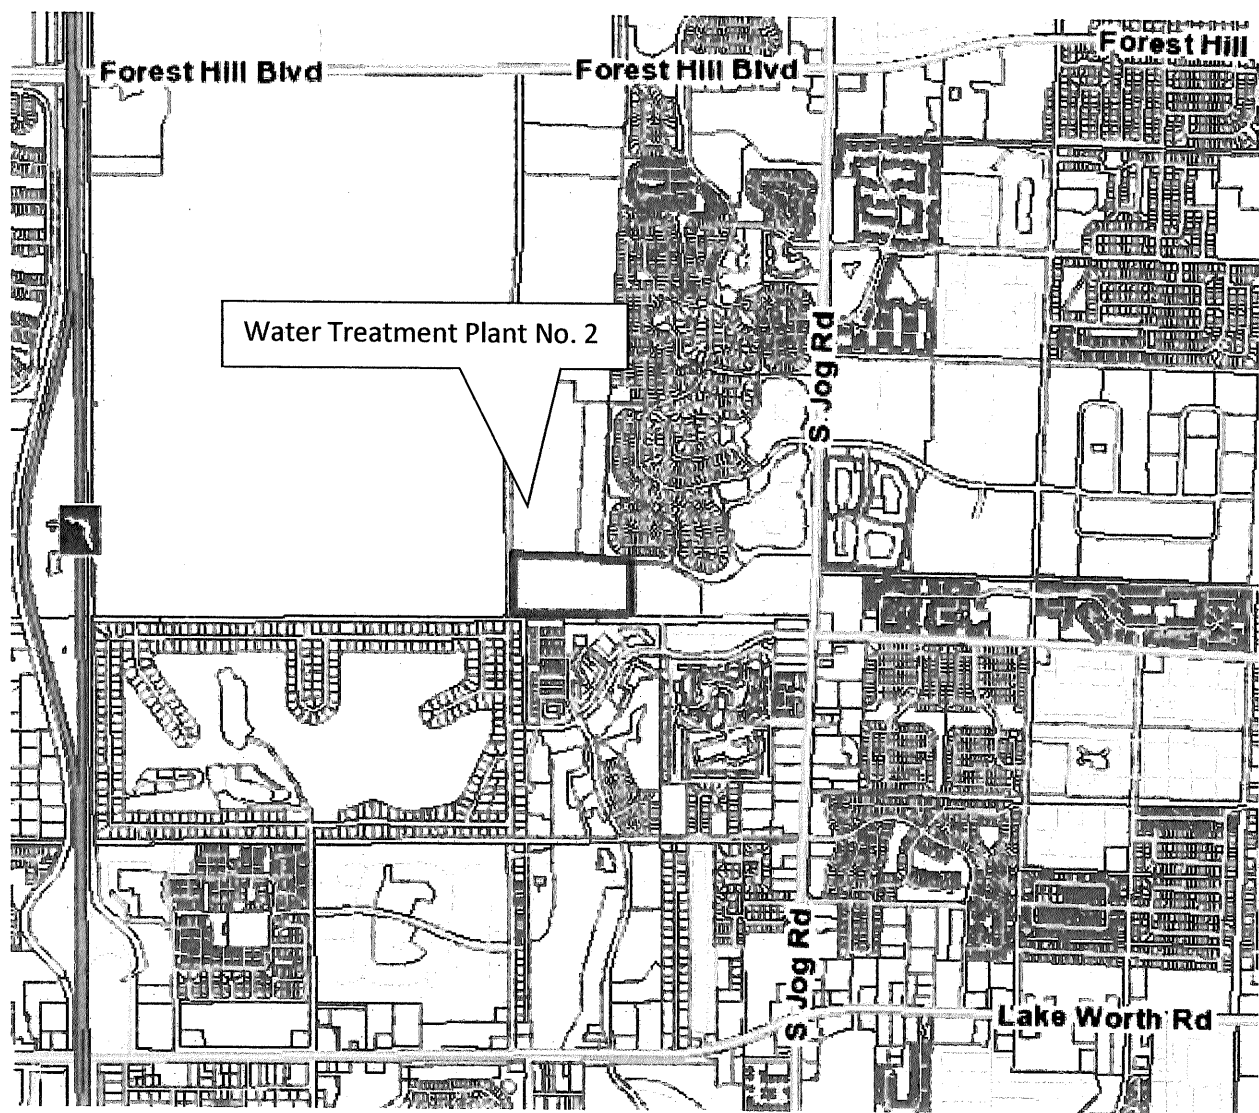 Forest Hill Blvd
Forest Hill Blvd
Forest Hill
Water Treatment Plant No. 2
S. Jog Rd
S. Jog Rd
Lake Worth Rd